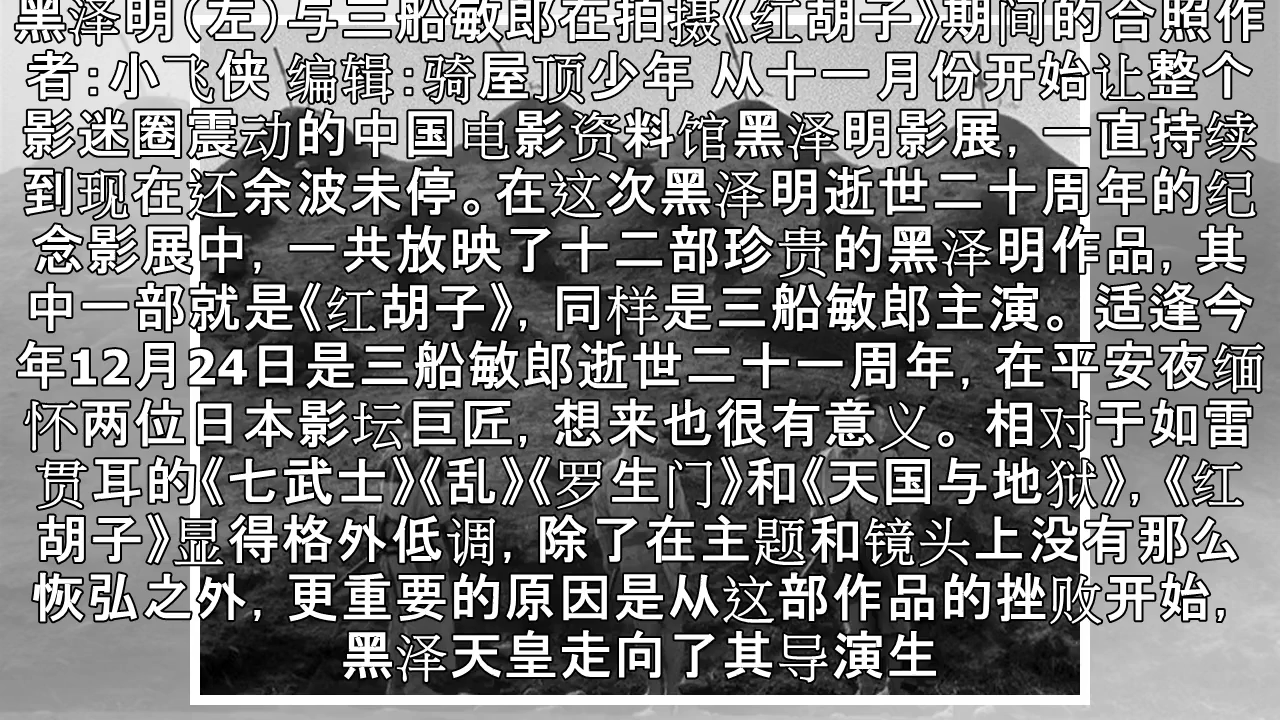 黑泽明(左)与三船敏郎在拍摄《红胡子》期间的合照作
者:小飞侠 编辑:骑屋顶少年 从十一月份开始让整个
影迷圈震动的中国电影资料馆黑泽明影展,一直持续
到现在还余波未停。在这次黑泽明逝世二十周年的纪
念影展中,一共放映了十二部珍贵的黑泽明作品,其
中一部就是《红胡子》,同样是三船敏郎主演。适逢今
年12月24日是三船敏郎逝世二十一周年,在平安夜缅
怀两位日本影坛巨匠,想来也很有意义。相对于如雷
贯耳的《七武士》《乱》《罗生门》和《天国与地狱》,《红
胡子》显得格外低调,除了在主题和镜头上没有那么
恢弘之外,更重要的原因是从这部作品的挫败开始,
黑泽天皇走向了其导演生